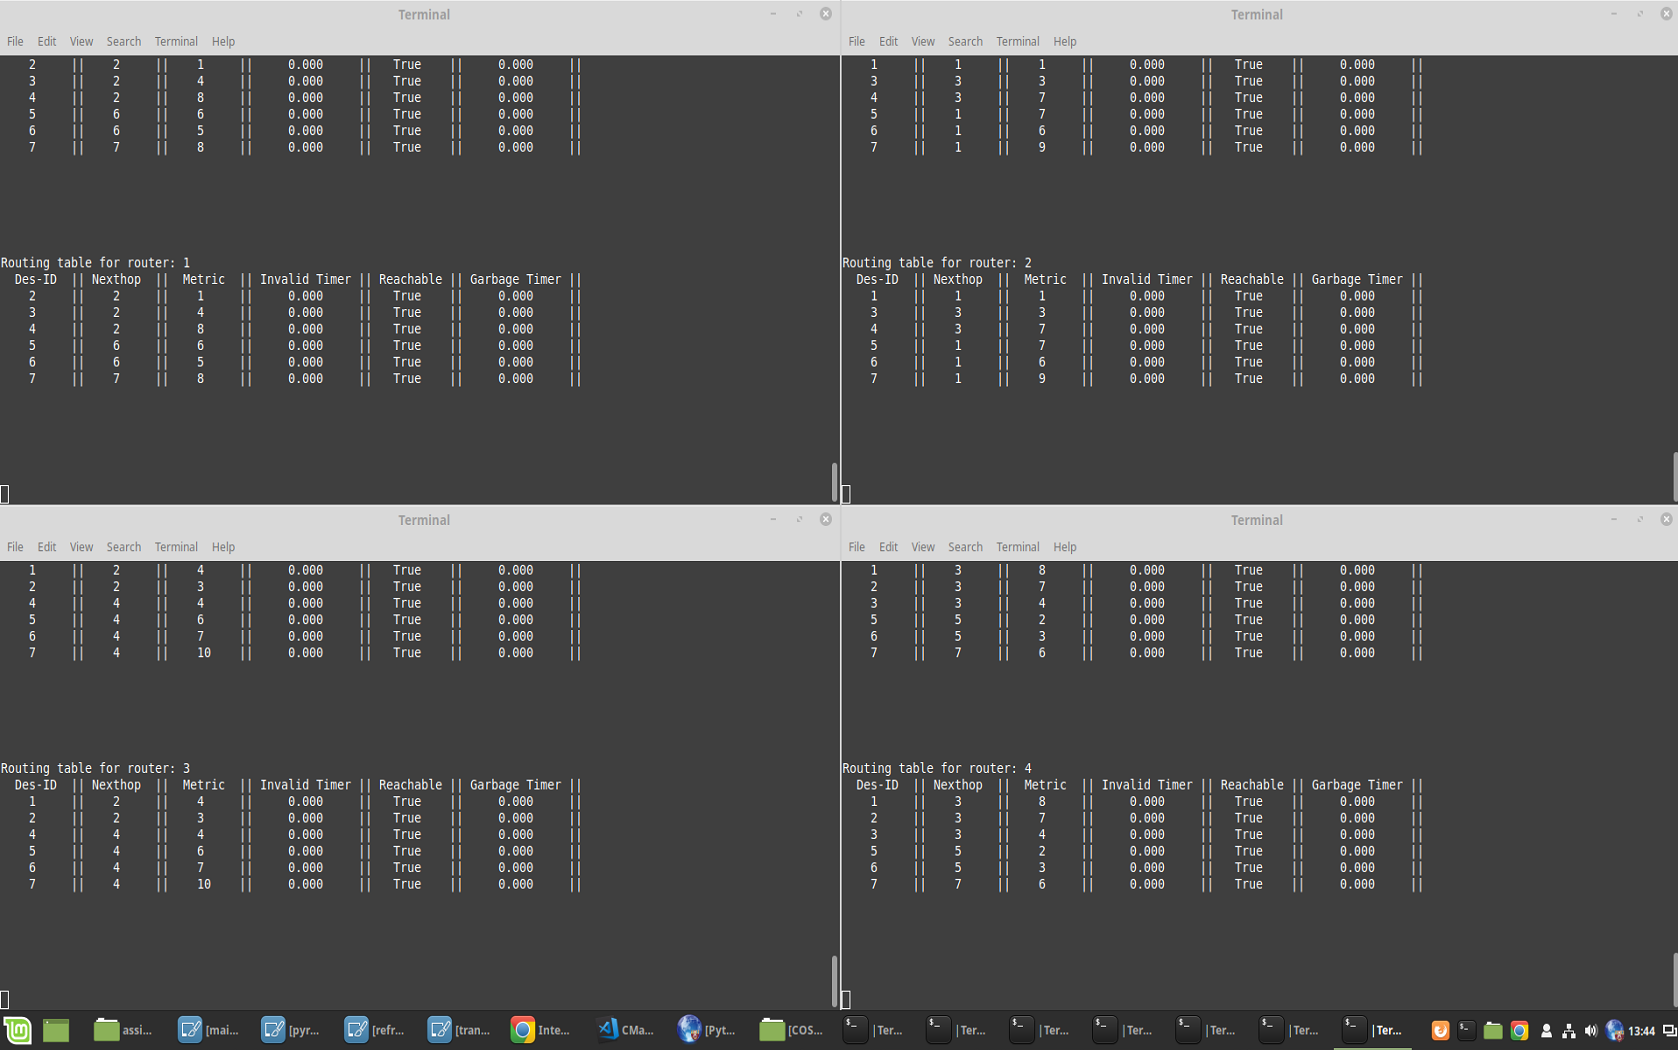 Terminal
File Edit View Search Terminal Help
2 || 2 || 1 || 0.000 || True || 0.000 ||
3 || 2 || 4 || 0.000 || True || 0.000 ||
4 || 2 || 8 || 0.000 || True || 0.000 ||
5 || 6 || 6 || 0.000 || True || 0.000 ||
6 || 6 || 5 || 0.000 || True || 0.000 ||
7 || 7 || 8 || 0.000 || True || 0.000 ||
Routing table for router: 1
Des-ID || Nexthop || Metric || Invalid Timer || Reachable || Garbage Timer ||
2 || 2 || 1 || 0.000 || True || 0.000 ||
3 || 2 || 4 || 0.000 || True || 0.000 ||
4 || 2 || 8 || 0.000 || True || 0.000 ||
5 || 6 || 6 || 0.000 || True || 0.000 ||
6 || 6 || 5 || 0.000 || True || 0.000 ||
7 || 7 || 8 || 0.000 || True || 0.000 ||
Terminal
File Edit View Search Terminal Help
1 || 1 || 1 || 0.000 || True || 0.000 ||
3 || 3 || 3 || 0.000 || True || 0.000 ||
4 || 3 || 7 || 0.000 || True || 0.000 ||
5 || 1 || 7 || 0.000 || True || 0.000 ||
6 || 1 || 6 || 0.000 || True || 0.000 ||
7 || 1 || 9 || 0.000 || True || 0.000 ||
Routing table for router: 2
Des-ID || Nexthop || Metric || Invalid Timer || Reachable || Garbage Timer ||
1 || 1 || 1 || 0.000 || True || 0.000 ||
3 || 3 || 3 || 0.000 || True || 0.000 ||
4 || 3 || 7 || 0.000 || True || 0.000 ||
5 || 1 || 7 || 0.000 || True || 0.000 ||
6 || 1 || 6 || 0.000 || True || 0.000 ||
7 || 1 || 9 || 0.000 || True || 0.000 ||
Terminal
File Edit View Search Terminal Help
1 || 2 || 4 || 0.000 || True || 0.000 ||
2 || 2 || 3 || 0.000 || True || 0.000 ||
4 || 4 || 4 || 0.000 || True || 0.000 ||
5 || 4 || 6 || 0.000 || True || 0.000 ||
6 || 4 || 7 || 0.000 || True || 0.000 ||
7 || 4 || 10 || 0.000 || True || 0.000 ||
Routing table for router: 3
Des-ID || Nexthop || Metric || Invalid Timer || Reachable || Garbage Timer ||
1 || 2 || 4 || 0.000 || True || 0.000 ||
2 || 2 || 3 || 0.000 || True || 0.000 ||
4 || 4 || 4 || 0.000 || True || 0.000 ||
5 || 4 || 6 || 0.000 || True || 0.000 ||
6 || 4 || 7 || 0.000 || True || 0.000 ||
7 || 4 || 10 || 0.000 || True || 0.000 ||
Terminal
File Edit View Search Terminal Help
1 || 3 || 8 || 0.000 || True || 0.000 ||
2 || 3 || 7 || 0.000 || True || 0.000 ||
3 || 3 || 4 || 0.000 || True || 0.000 ||
5 || 5 || 2 || 0.000 || True || 0.000 ||
6 || 5 || 3 || 0.000 || True || 0.000 ||
7 || 7 || 6 || 0.000 || True || 0.000 ||
Routing table for router: 4
Des-ID || Nexthop || Metric || Invalid Timer || Reachable || Garbage Timer ||
1 || 3 || 8 || 0.000 || True || 0.000 ||
2 || 3 || 7 || 0.000 || True || 0.000 ||
3 || 3 || 4 || 0.000 || True || 0.000 ||
5 || 5 || 2 || 0.000 || True || 0.000 ||
6 || 5 || 3 || 0.000 || True || 0.000 ||
7 || 7 || 6 || 0.000 || True || 0.000 ||
assi... [mai... [pyr... [refr... [tran... Inte... CMa... [Pyt... [COS... |Ter... |Ter... |Ter... |Ter... |Ter... |Ter... |Ter... 13:44